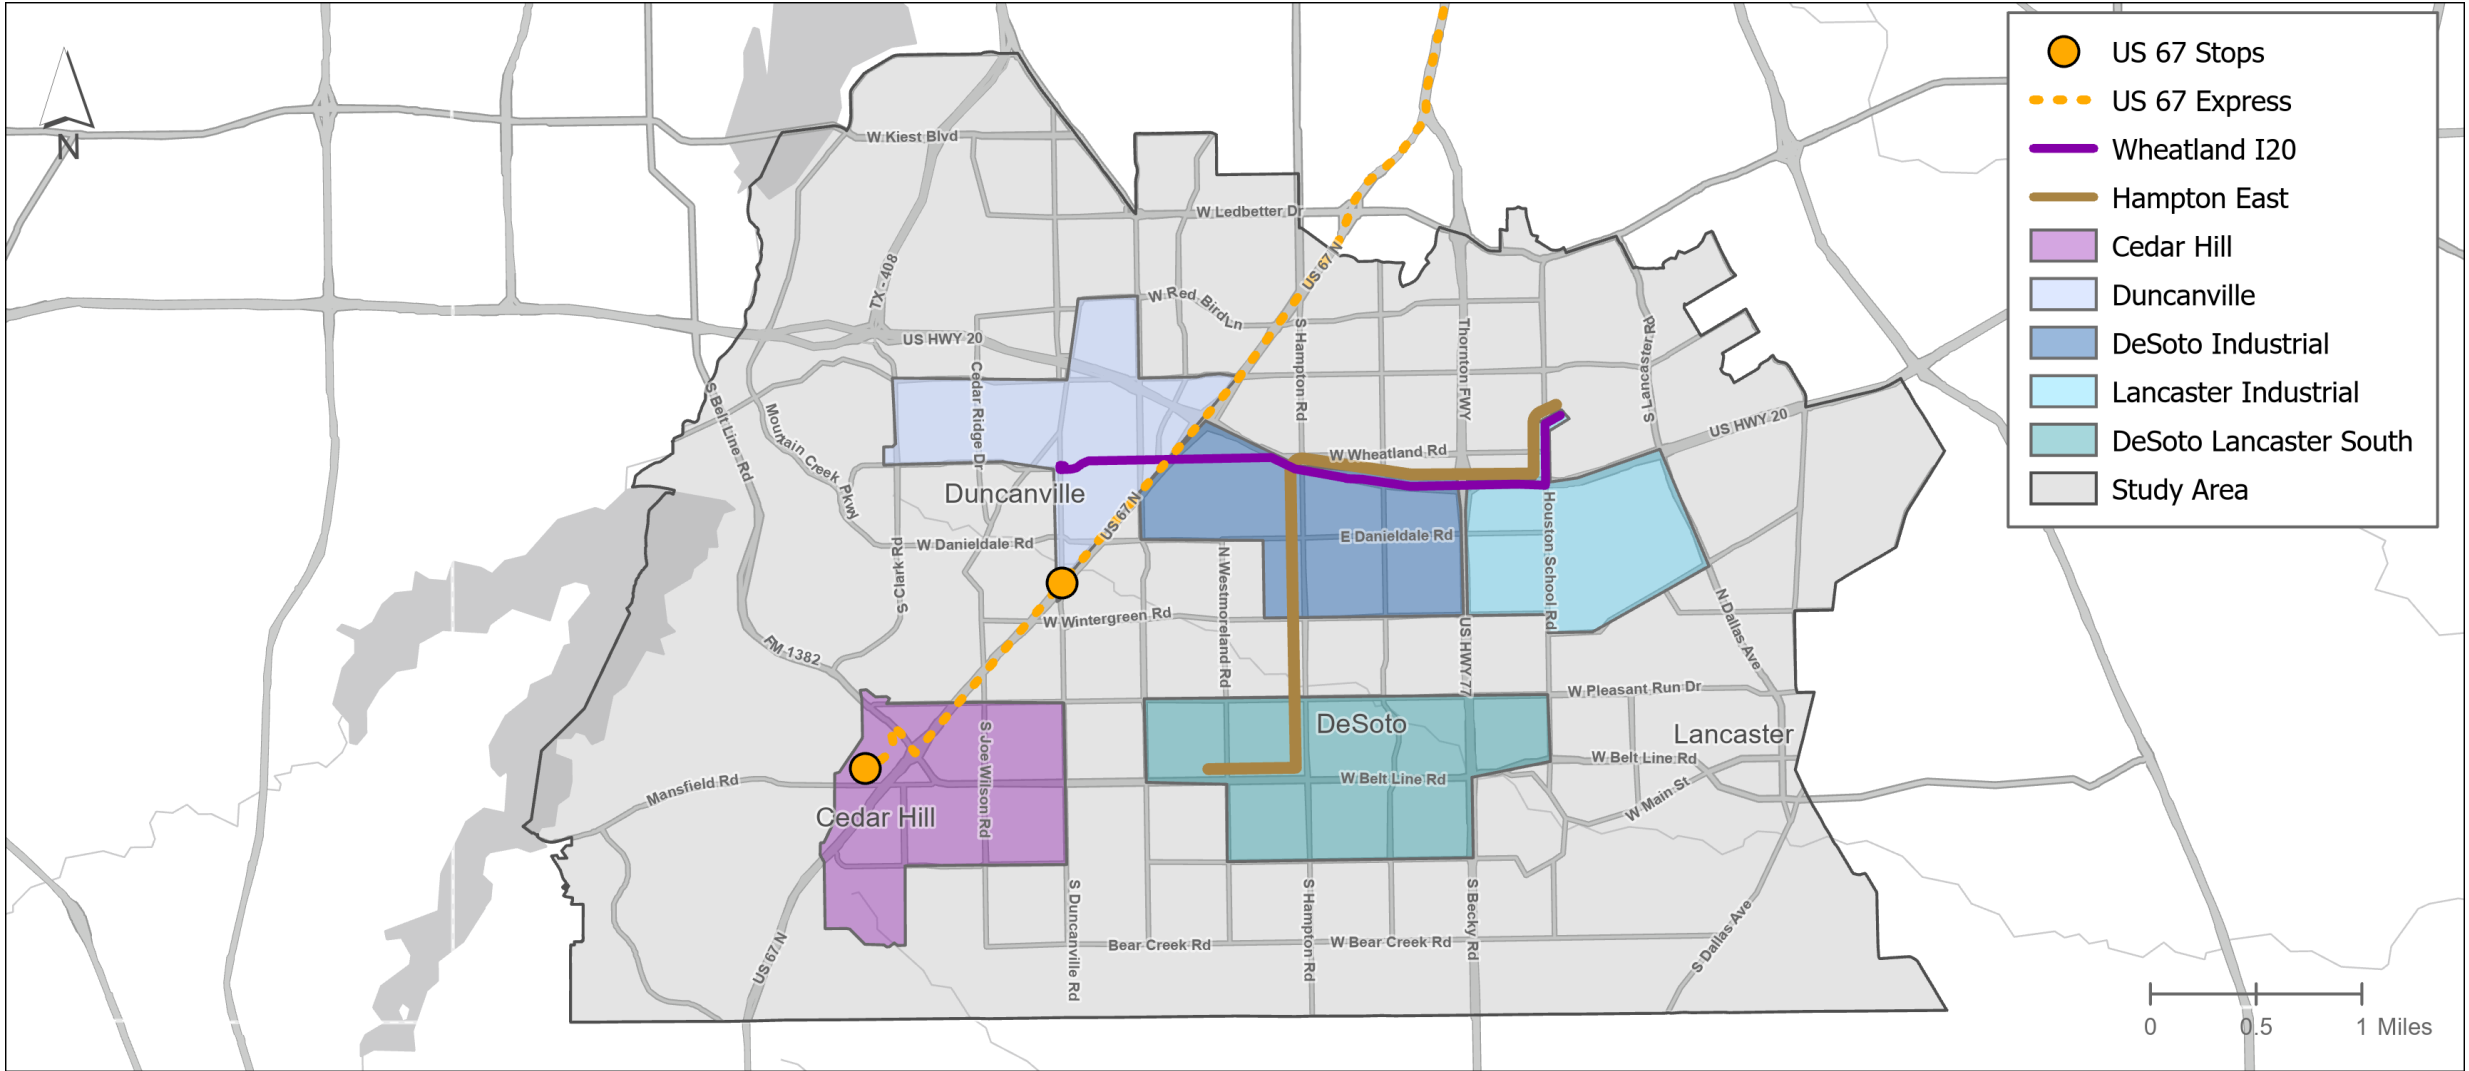 US 67 Stops
US 67 Express
Wheatland I20
Hampton East
Cedar Hill
Duncanville
DeSoto Industrial
Lancaster Industrial
DeSoto Lancaster South
Study Area
N
W Kiest Blvd
W Ledbetter Dr
US 67 N
TX - 408
W Red Bird Ln
US HWY 20
S Hampton Rd
Thornton FWY
S Lancaster Rd
Cedar Ridge Dr
S Belt Line Rd
Mountain Creek Pkwy
US HWY 20
W Wheatland Rd
Duncanville
US 67 N
W Danieldale Rd
E Danieldale Rd
Houston School Rd
S Clark Rd
N Westmoreland Rd
W Wintergreen Rd
US HWY 77
N Dallas Ave
FM 1382
W Pleasant Run Dr
DeSoto
Lancaster
S Joe Wilson Rd
W Belt Line Rd
W Belt Line Rd
Mansfield Rd
W Main St
Cedar Hill
S Duncanville Rd
S Hampton Rd
S Becky Rd
Bear Creek Rd
W Bear Creek Rd
US 67 N
S Dallas Ave
0 0.5 1 Miles